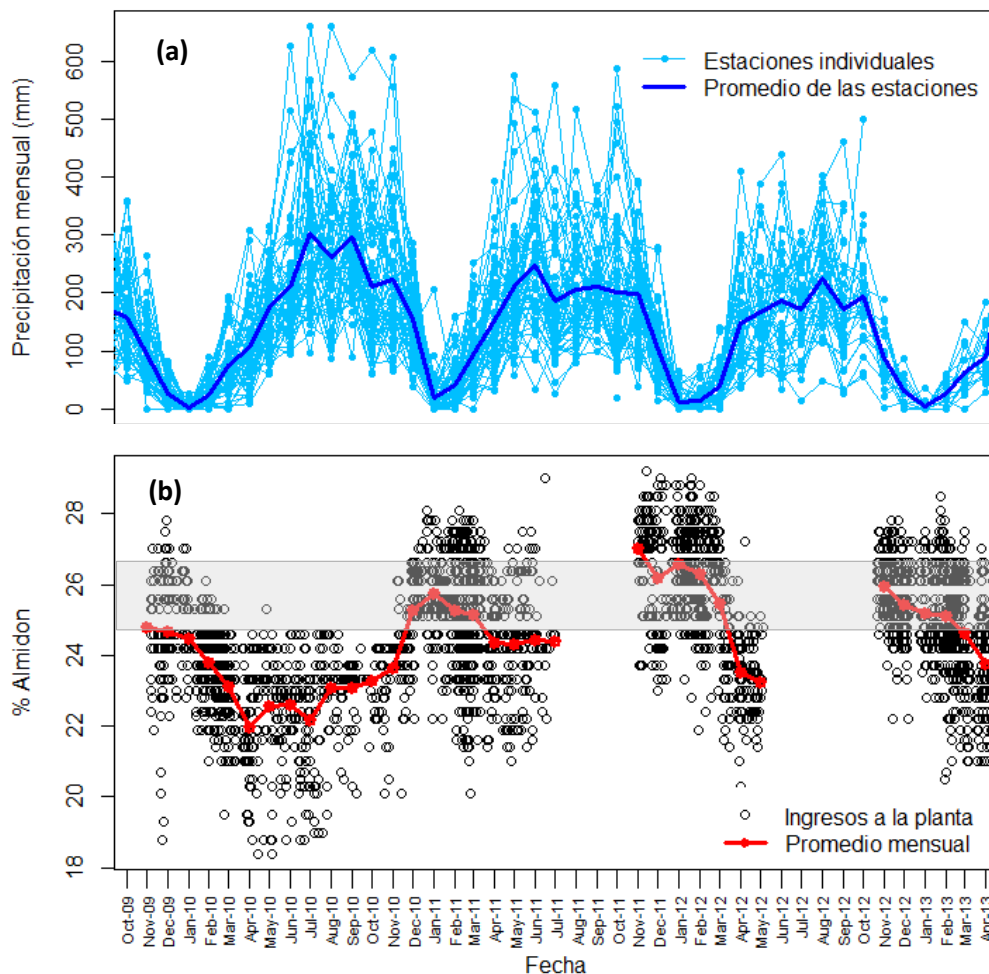 (a)
Estaciones individuales
Promedio de las estaciones
Precipitación mensual (mm)
600
500
400
300
200
100
0
(b)
% Almidon
28
26
24
22
20
18
Ingresos a la planta
Promedio mensual
Oct-09
Nov-09
Dec-09
Jan-10
Feb-10
Mar-10
Apr-10
May-10
Jun-10
Jul-10
Aug-10
Sep-10
Oct-10
Nov-10
Dec-10
Jan-11
Feb-11
Mar-11
Apr-11
May-11
Jun-11
Jul-11
Aug-11
Sep-11
Oct-11
Nov-11
Dec-11
Jan-12
Feb-12
Mar-12
Apr-12
May-12
Jun-12
Jul-12
Aug-12
Sep-12
Oct-12
Nov-12
Dec-12
Jan-13
Feb-13
Mar-13
Apr-13
Fecha